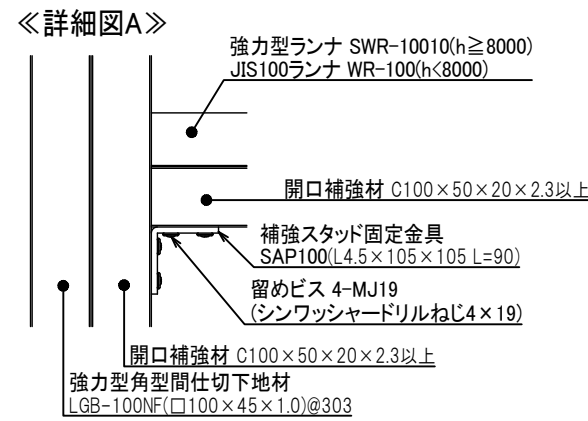 ≪詳細図A≫
強力型ランナ SWR-10010(h≧8000)
JIS100ランナ WR-100(h<8000)
開口補強材 C100×50×20×2.3以上
補強スタッド固定金具
SAP100(L4.5×105×105 L=90)
留めビス 4-MJ19
(シンワッシャードリルねじ4×19)
開口補強材 C100×50×20×2.3以上
強力型角型間仕切下地材
LGB-100NF(□100×45×1.0)@303